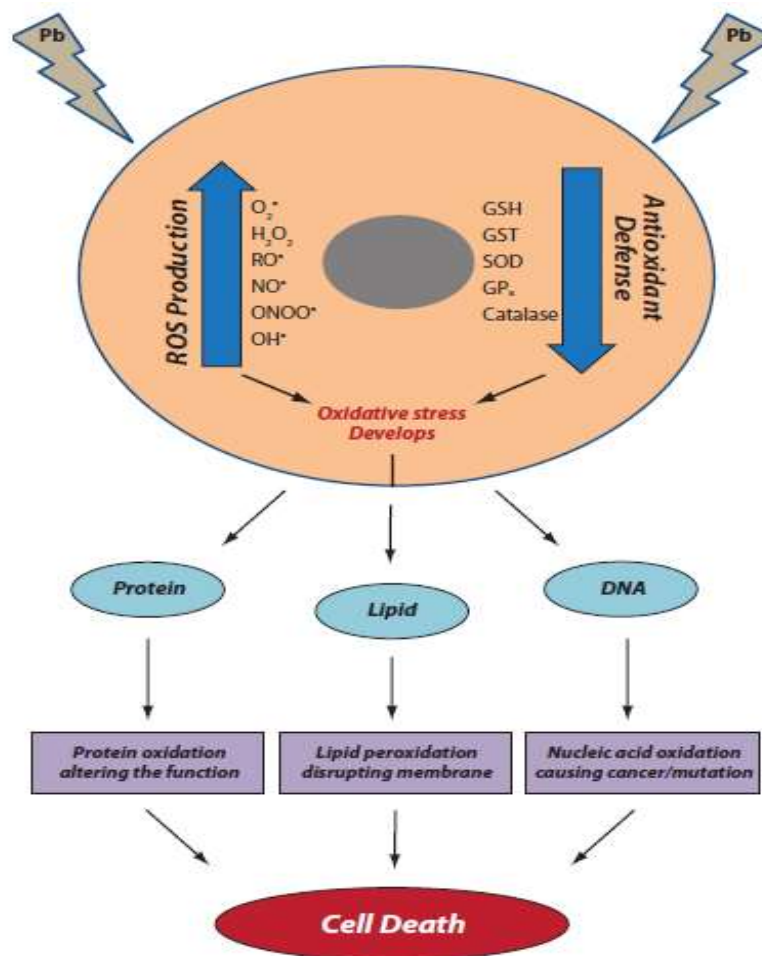 Pb
Pb
ROS Production
O₂•
H₂O₂
RO•
NO•
ONOO•
OH•
GSH
GST
SOD
GPₓ
Catalase
Antioxidant
Defense
Oxidative stress
Develops
Protein
Lipid
DNA
Protein oxidation
altering the function
Lipid peroxidation
disrupting membrane
Nucleic acid oxidation
causing cancer/mutation
Cell Death